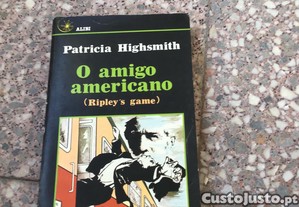 ALIBI
Patricia Highsmith
O amigo
americano
(Ripley's game)
CustoJusto.pt